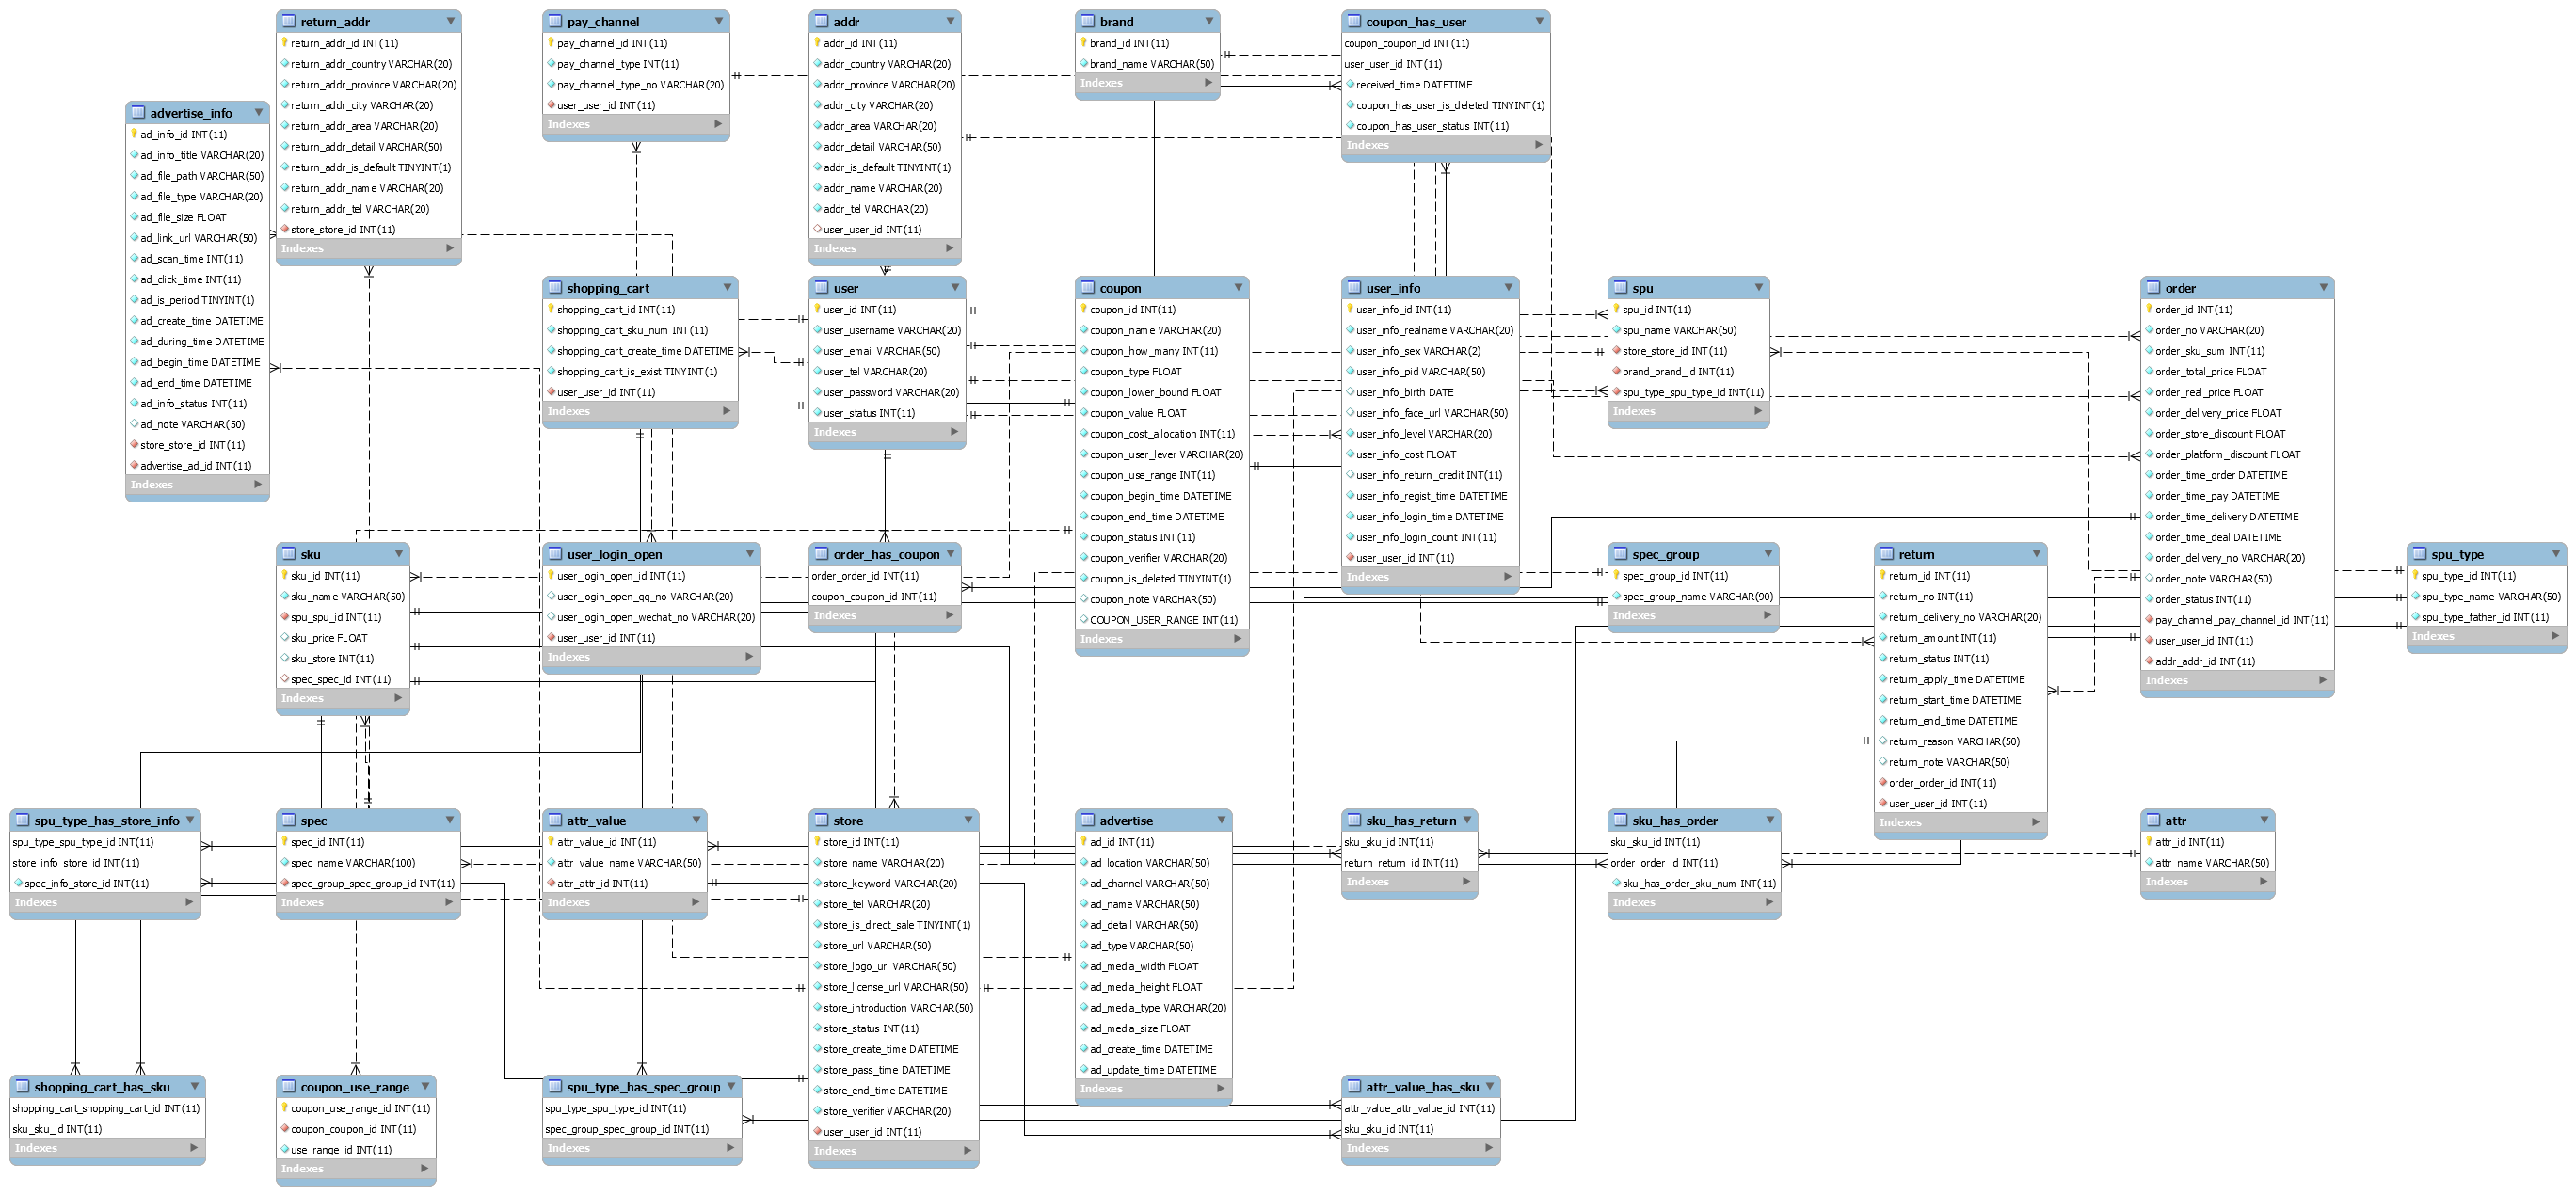 return_addr
return_addr_id INT(11)
return_addr_country VARCHAR(20)
return_addr_province VARCHAR(20)
return_addr_city VARCHAR(20)
return_addr_area VARCHAR(20)
return_addr_detail VARCHAR(50)
return_addr_is_default TINYINT(1)
return_addr_name VARCHAR(20)
return_addr_tel VARCHAR(20)
store_store_id INT(11)
Indexes
pay_channel
pay_channel_id INT(11)
pay_channel_type INT(11)
pay_channel_type_no VARCHAR(20)
user_user_id INT(11)
Indexes
addr
addr_id INT(11)
addr_country VARCHAR(20)
addr_province VARCHAR(20)
addr_city VARCHAR(20)
addr_area VARCHAR(20)
addr_detail VARCHAR(50)
addr_is_default TINYINT(1)
addr_name VARCHAR(20)
addr_tel VARCHAR(20)
user_user_id INT(11)
Indexes
brand
brand_id INT(11)
brand_name VARCHAR(50)
Indexes
coupon_has_user
coupon_coupon_id INT(11)
user_user_id INT(11)
received_time DATETIME
coupon_has_user_is_deleted TINYINT(1)
coupon_has_user_status INT(11)
Indexes
advertise_info
ad_info_id INT(11)
ad_info_title VARCHAR(20)
ad_file_path VARCHAR(50)
ad_file_type VARCHAR(20)
ad_file_size FLOAT
ad_link_url VARCHAR(50)
ad_scan_time INT(11)
ad_click_time INT(11)
ad_is_period TINYINT(1)
ad_create_time DATETIME
ad_during_time DATETIME
ad_begin_time DATETIME
ad_end_time DATETIME
ad_info_status INT(11)
ad_note VARCHAR(50)
store_store_id INT(11)
advertise_ad_id INT(11)
Indexes
shopping_cart
shopping_cart_id INT(11)
shopping_cart_sku_num INT(11)
shopping_cart_create_time DATETIME
shopping_cart_is_exist TINYINT(1)
user_user_id INT(11)
Indexes
user
user_id INT(11)
user_username VARCHAR(20)
user_email VARCHAR(50)
user_tel VARCHAR(20)
user_password VARCHAR(20)
user_status INT(11)
Indexes
coupon
coupon_id INT(11)
coupon_name VARCHAR(20)
coupon_how_many INT(11)
coupon_type FLOAT
coupon_lower_bound FLOAT
coupon_value FLOAT
coupon_cost_allocation INT(11)
coupon_user_lever VARCHAR(20)
coupon_use_range INT(11)
coupon_begin_time DATETIME
coupon_end_time DATETIME
coupon_status INT(11)
coupon_verifier VARCHAR(20)
coupon_is_deleted TINYINT(1)
coupon_note VARCHAR(50)
COUPON_USER_RANGE INT(11)
Indexes
user_info
user_info_id INT(11)
user_info_realname VARCHAR(20)
user_info_sex VARCHAR(2)
user_info_pid VARCHAR(50)
user_info_birth DATE
user_info_face_url VARCHAR(50)
user_info_level VARCHAR(20)
user_info_cost FLOAT
user_info_return_credit INT(11)
user_info_regist_time DATETIME
user_info_login_time DATETIME
user_info_login_count INT(11)
user_user_id INT(11)
Indexes
spu
spu_id INT(11)
spu_name VARCHAR(50)
store_store_id INT(11)
brand_brand_id INT(11)
spu_type_spu_type_id INT(11)
Indexes
order
order_id INT(11)
order_no VARCHAR(20)
order_sku_sum INT(11)
order_total_price FLOAT
order_real_price FLOAT
order_delivery_price FLOAT
order_store_discount FLOAT
order_platform_discount FLOAT
order_time_order DATETIME
order_time_pay DATETIME
order_time_delivery DATETIME
order_time_deal DATETIME
order_delivery_no VARCHAR(20)
order_note VARCHAR(50)
order_status INT(11)
pay_channel_pay_channel_id INT(11)
user_user_id INT(11)
addr_addr_id INT(11)
Indexes
sku
sku_id INT(11)
sku_name VARCHAR(50)
spu_spu_id INT(11)
sku_price FLOAT
sku_store INT(11)
spec_spec_id INT(11)
Indexes
user_login_open
user_login_open_id INT(11)
user_login_open_qq_no VARCHAR(20)
user_login_open_wechat_no VARCHAR(20)
user_user_id INT(11)
Indexes
order_has_coupon
order_order_id INT(11)
coupon_coupon_id INT(11)
Indexes
spec_group
spec_group_id INT(11)
spec_group_name VARCHAR(90)
Indexes
return
return_id INT(11)
return_no INT(11)
return_delivery_no VARCHAR(20)
return_amount INT(11)
return_status INT(11)
return_apply_time DATETIME
return_start_time DATETIME
return_end_time DATETIME
return_reason VARCHAR(50)
return_note VARCHAR(50)
order_order_id INT(11)
user_user_id INT(11)
Indexes
spu_type
spu_type_id INT(11)
spu_type_name VARCHAR(50)
spu_type_father_id INT(11)
Indexes
spu_type_has_store_info
spu_type_spu_type_id INT(11)
store_info_store_id INT(11)
spec_info_store_id INT(11)
Indexes
spec
spec_id INT(11)
spec_name VARCHAR(100)
spec_group_spec_group_id INT(11)
Indexes
attr_value
attr_value_id INT(11)
attr_value_name VARCHAR(50)
attr_attr_id INT(11)
Indexes
store
store_id INT(11)
store_name VARCHAR(20)
store_keyword VARCHAR(20)
store_tel VARCHAR(20)
store_is_direct_sale TINYINT(1)
store_url VARCHAR(50)
store_logo_url VARCHAR(50)
store_license_url VARCHAR(50)
store_introduction VARCHAR(50)
store_status INT(11)
store_create_time DATETIME
store_pass_time DATETIME
store_end_time DATETIME
store_verifier VARCHAR(20)
user_user_id INT(11)
Indexes
advertise
ad_id INT(11)
ad_location VARCHAR(50)
ad_channel VARCHAR(50)
ad_name VARCHAR(50)
ad_detail VARCHAR(50)
ad_type VARCHAR(50)
ad_media_width FLOAT
ad_media_height FLOAT
ad_media_type VARCHAR(20)
ad_media_size FLOAT
ad_create_time DATETIME
ad_update_time DATETIME
Indexes
sku_has_return
sku_sku_id INT(11)
return_return_id INT(11)
Indexes
sku_has_order
sku_sku_id INT(11)
order_order_id INT(11)
sku_has_order_sku_num INT(11)
Indexes
attr
attr_id INT(11)
attr_name VARCHAR(50)
Indexes
shopping_cart_has_sku
shopping_cart_shopping_cart_id INT(11)
sku_sku_id INT(11)
Indexes
coupon_use_range
coupon_use_range_id INT(11)
coupon_coupon_id INT(11)
use_range_id INT(11)
Indexes
spu_type_has_spec_group
spu_type_spu_type_id INT(11)
spec_group_spec_group_id INT(11)
Indexes
attr_value_has_sku
attr_value_attr_value_id INT(11)
sku_sku_id INT(11)
Indexes